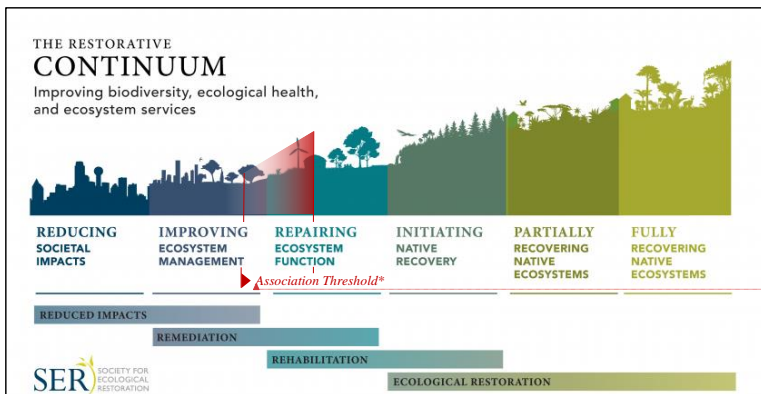 THE RESTORATIVE
CONTINUUM
Improving biodiversity, ecological health,
and ecosystem services
REDUCING
SOCIETAL
IMPACTS
IMPROVING
ECOSYSTEM
MANAGEMENT
REPAIRING
ECOSYSTEM
FUNCTION
INITIATING
NATIVE
RECOVERY
PARTIALLY
RECOVERING
NATIVE
ECOSYSTEMS
FULLY
RECOVERING
NATIVE
ECOSYSTEMS
Association Threshold*
REDUCED IMPACTS
REMEDIATION
REHABILITATION
ECOLOGICAL RESTORATION
SER
SOCIETY FOR
ECOLOGICAL
RESTORATION